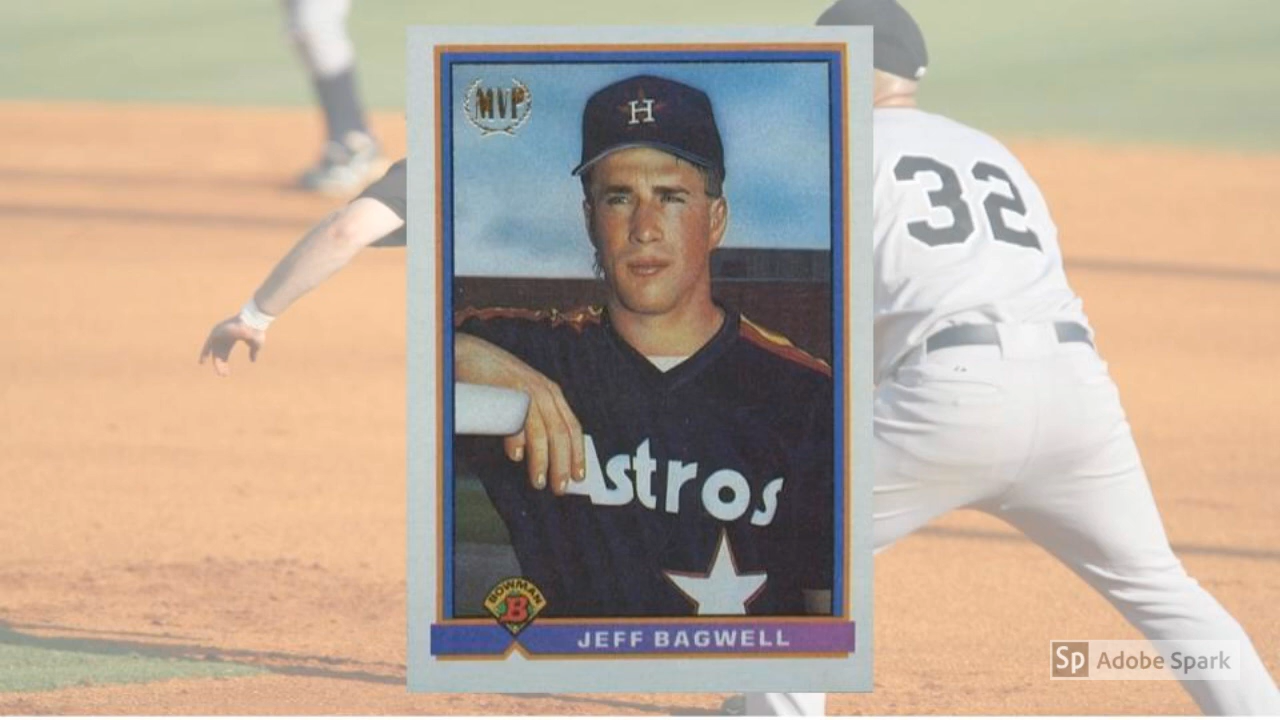 MVP
H
32
Astros
BOWMAN
B
JEFF BAGWELL
Sp Adobe Spark